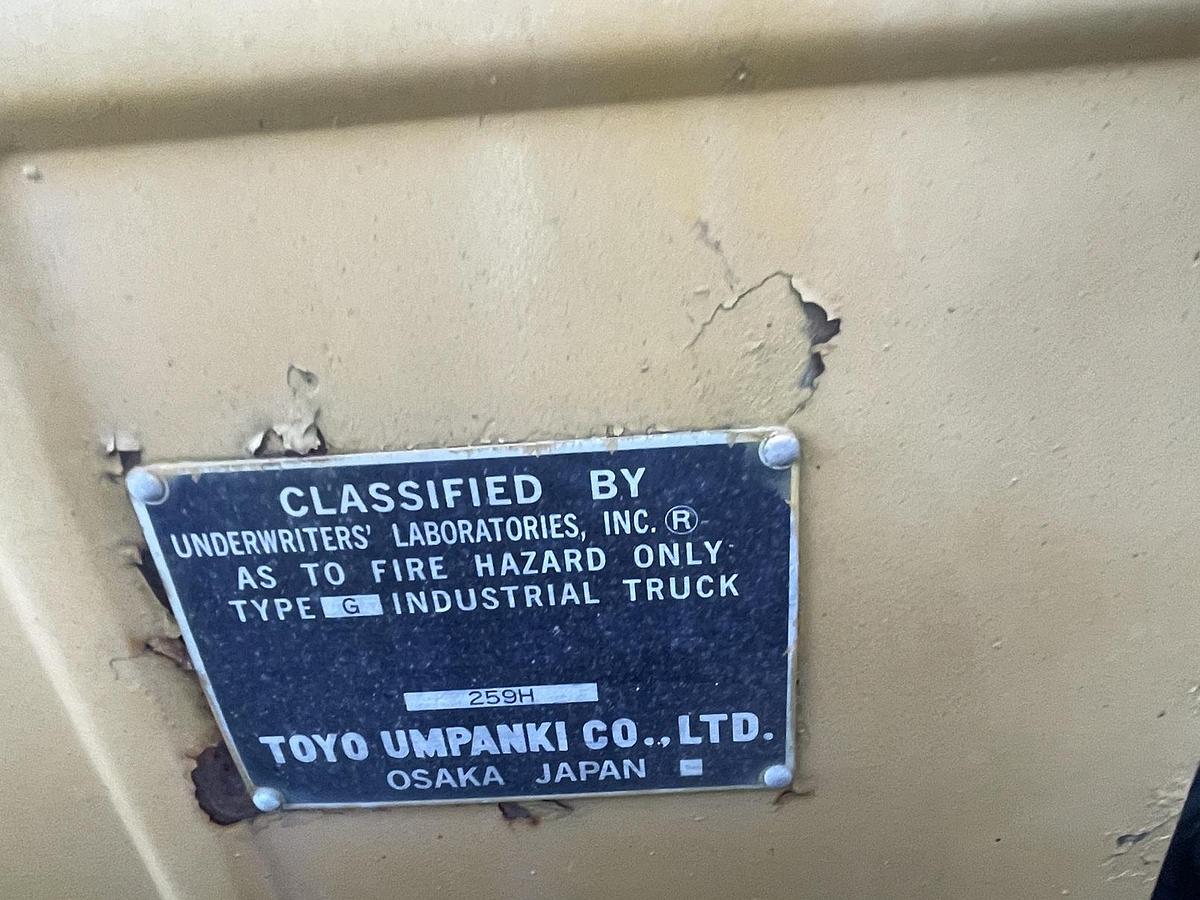 CLASSIFIED BY
UNDERWRITERS' LABORATORIES, INC. ®
AS TO FIRE HAZARD ONLY
TYPE G INDUSTRIAL TRUCK
259H
TOYO UMPANKI CO., LTD.
OSAKA JAPAN